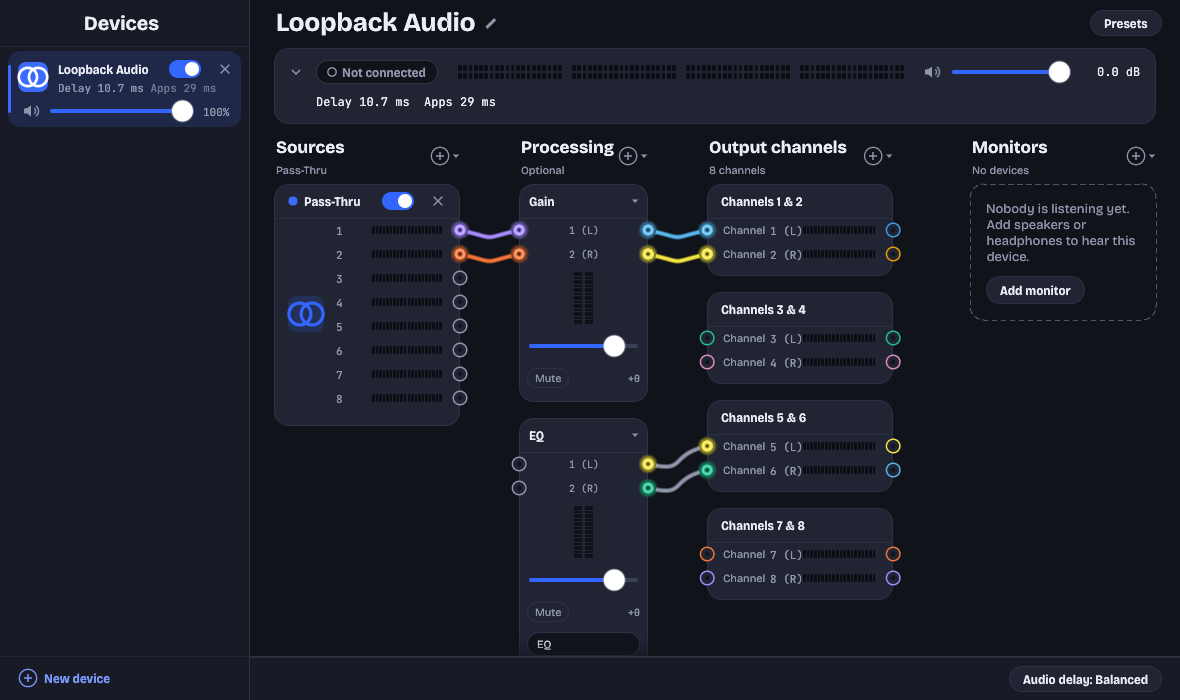 Devices
Loopback Audio
Delay 10.7 ms Apps 29 ms
100%
New device
Loopback Audio
Presets
Not connected
0.0 dB
Delay 10.7 ms Apps 29 ms
Sources
Pass-Thru
Pass-Thru
1
2
3
4
5
6
7
8
Processing
Optional
Gain
1 (L)
2 (R)
Mute
+0
EQ
1 (L)
2 (R)
Mute
+0
EQ
Output channels
8 channels
Channels 1 & 2
Channel 1 (L)
Channel 2 (R)
Channels 3 & 4
Channel 3 (L)
Channel 4 (R)
Channels 5 & 6
Channel 5 (L)
Channel 6 (R)
Channels 7 & 8
Channel 7 (L)
Channel 8 (R)
Monitors
No devices
Nobody is listening yet.
Add speakers or
headphones to hear this
device.
Add monitor
Audio delay: Balanced